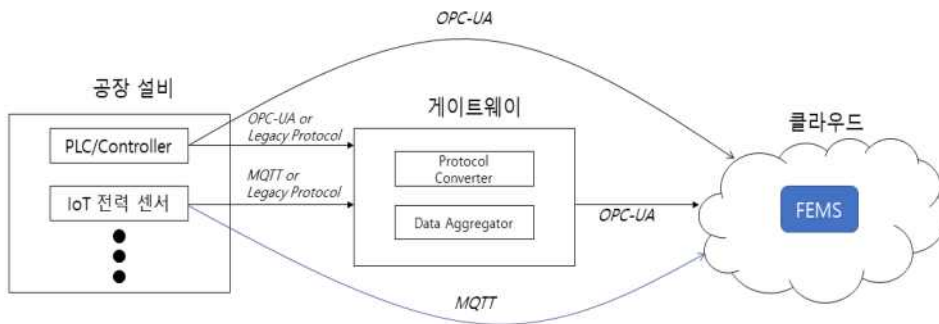 OPC-UA
공장 설비
게이트웨이
클라우드
PLC/Controller
OPC-UA or
Legacy Protocol
Protocol
Converter
MQTT or
Legacy Protocol
IoT 전력 센서
Data Aggregator
OPC-UA
FEMS
MQTT